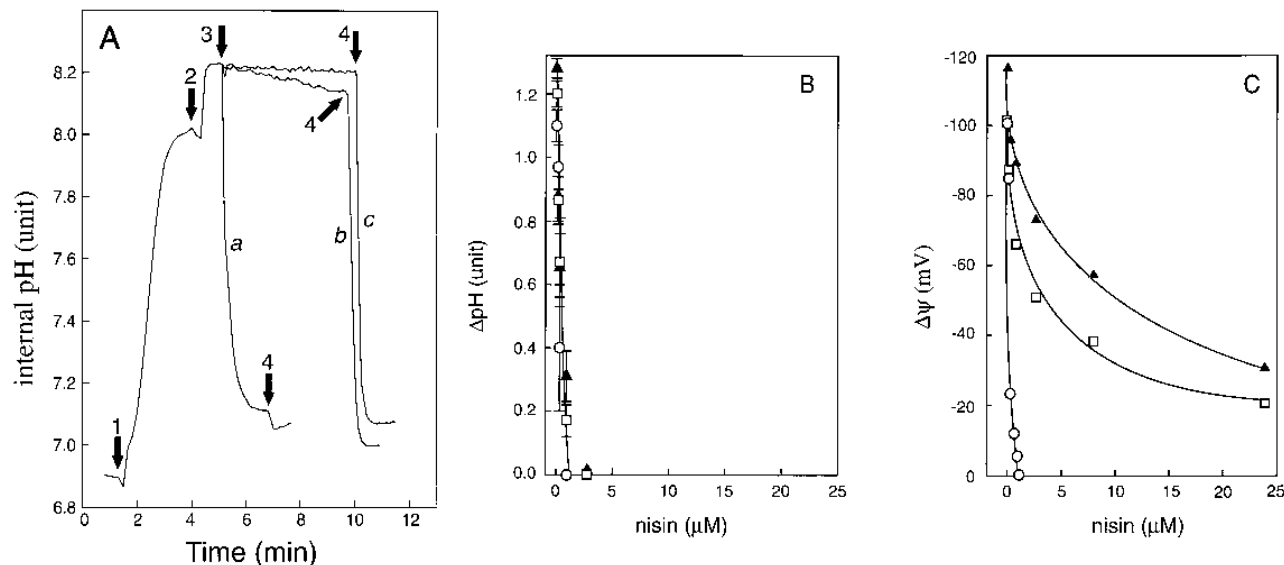 A
internal pH (unit)
8.2
8.0
7.8
7.6
7.4
7.2
7.0
6.8
0 2 4 6 8 10 12
Time (min)
1
2
3
4
4
4
a
b
c
B
ΔpH (unit)
1.2
1.0
0.8
0.6
0.4
0.2
0.0
0 5 10 15 20 25
nisin (μM)
C
Δψ (mV)
-120
-100
-80
-60
-40
-20
0
0 5 10 15 20 25
nisin (μM)